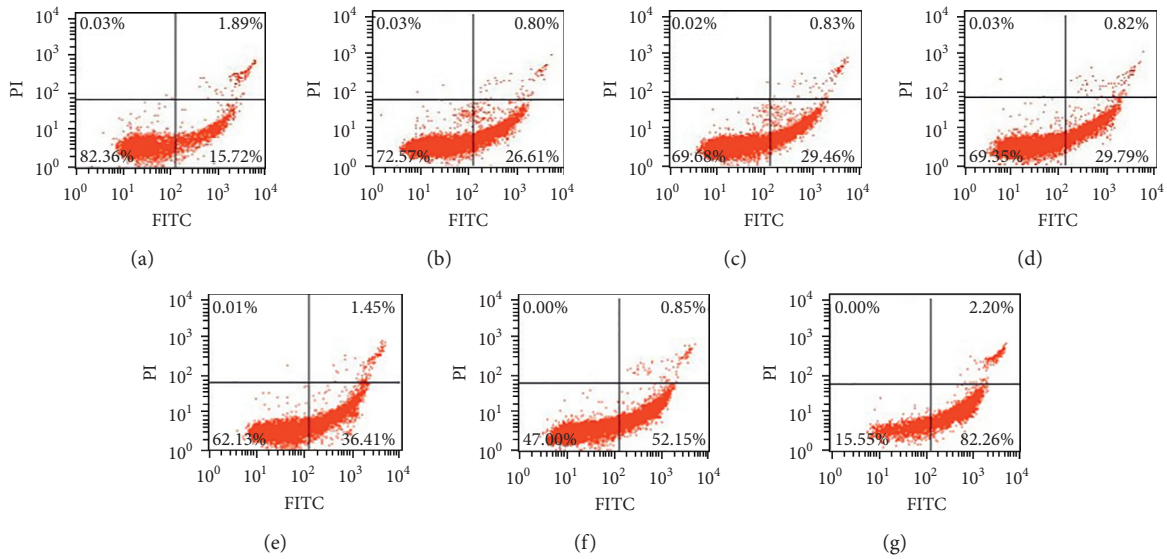 10^4 0.03% 1.89%
10^3
PI
10^2
10^1
10^0 82.36% 15.72%
10^0 10^1 10^2 10^3 10^4
FITC
(a)
10^4 0.03% 0.80%
10^3
PI
10^2
10^1
10^0 72.57% 26.61%
10^0 10^1 10^2 10^3 10^4
FITC
(b)
10^4 0.02% 0.83%
10^3
PI
10^2
10^1
10^0 69.68% 29.46%
10^0 10^1 10^2 10^3 10^4
FITC
(c)
10^4 0.03% 0.82%
10^3
PI
10^2
10^1
10^0 69.35% 29.79%
10^0 10^1 10^2 10^3 10^4
FITC
(d)
10^4 0.01% 1.45%
10^3
PI
10^2
10^1
10^0 62.13% 36.41%
10^0 10^1 10^2 10^3 10^4
FITC
(e)
10^4 0.00% 0.85%
10^3
PI
10^2
10^1
10^0 47.00% 52.15%
10^0 10^1 10^2 10^3 10^4
FITC
(f)
10^4 0.00% 2.20%
10^3
PI
10^2
10^1
10^0 15.55% 82.26%
10^0 10^1 10^2 10^3 10^4
FITC
(g)